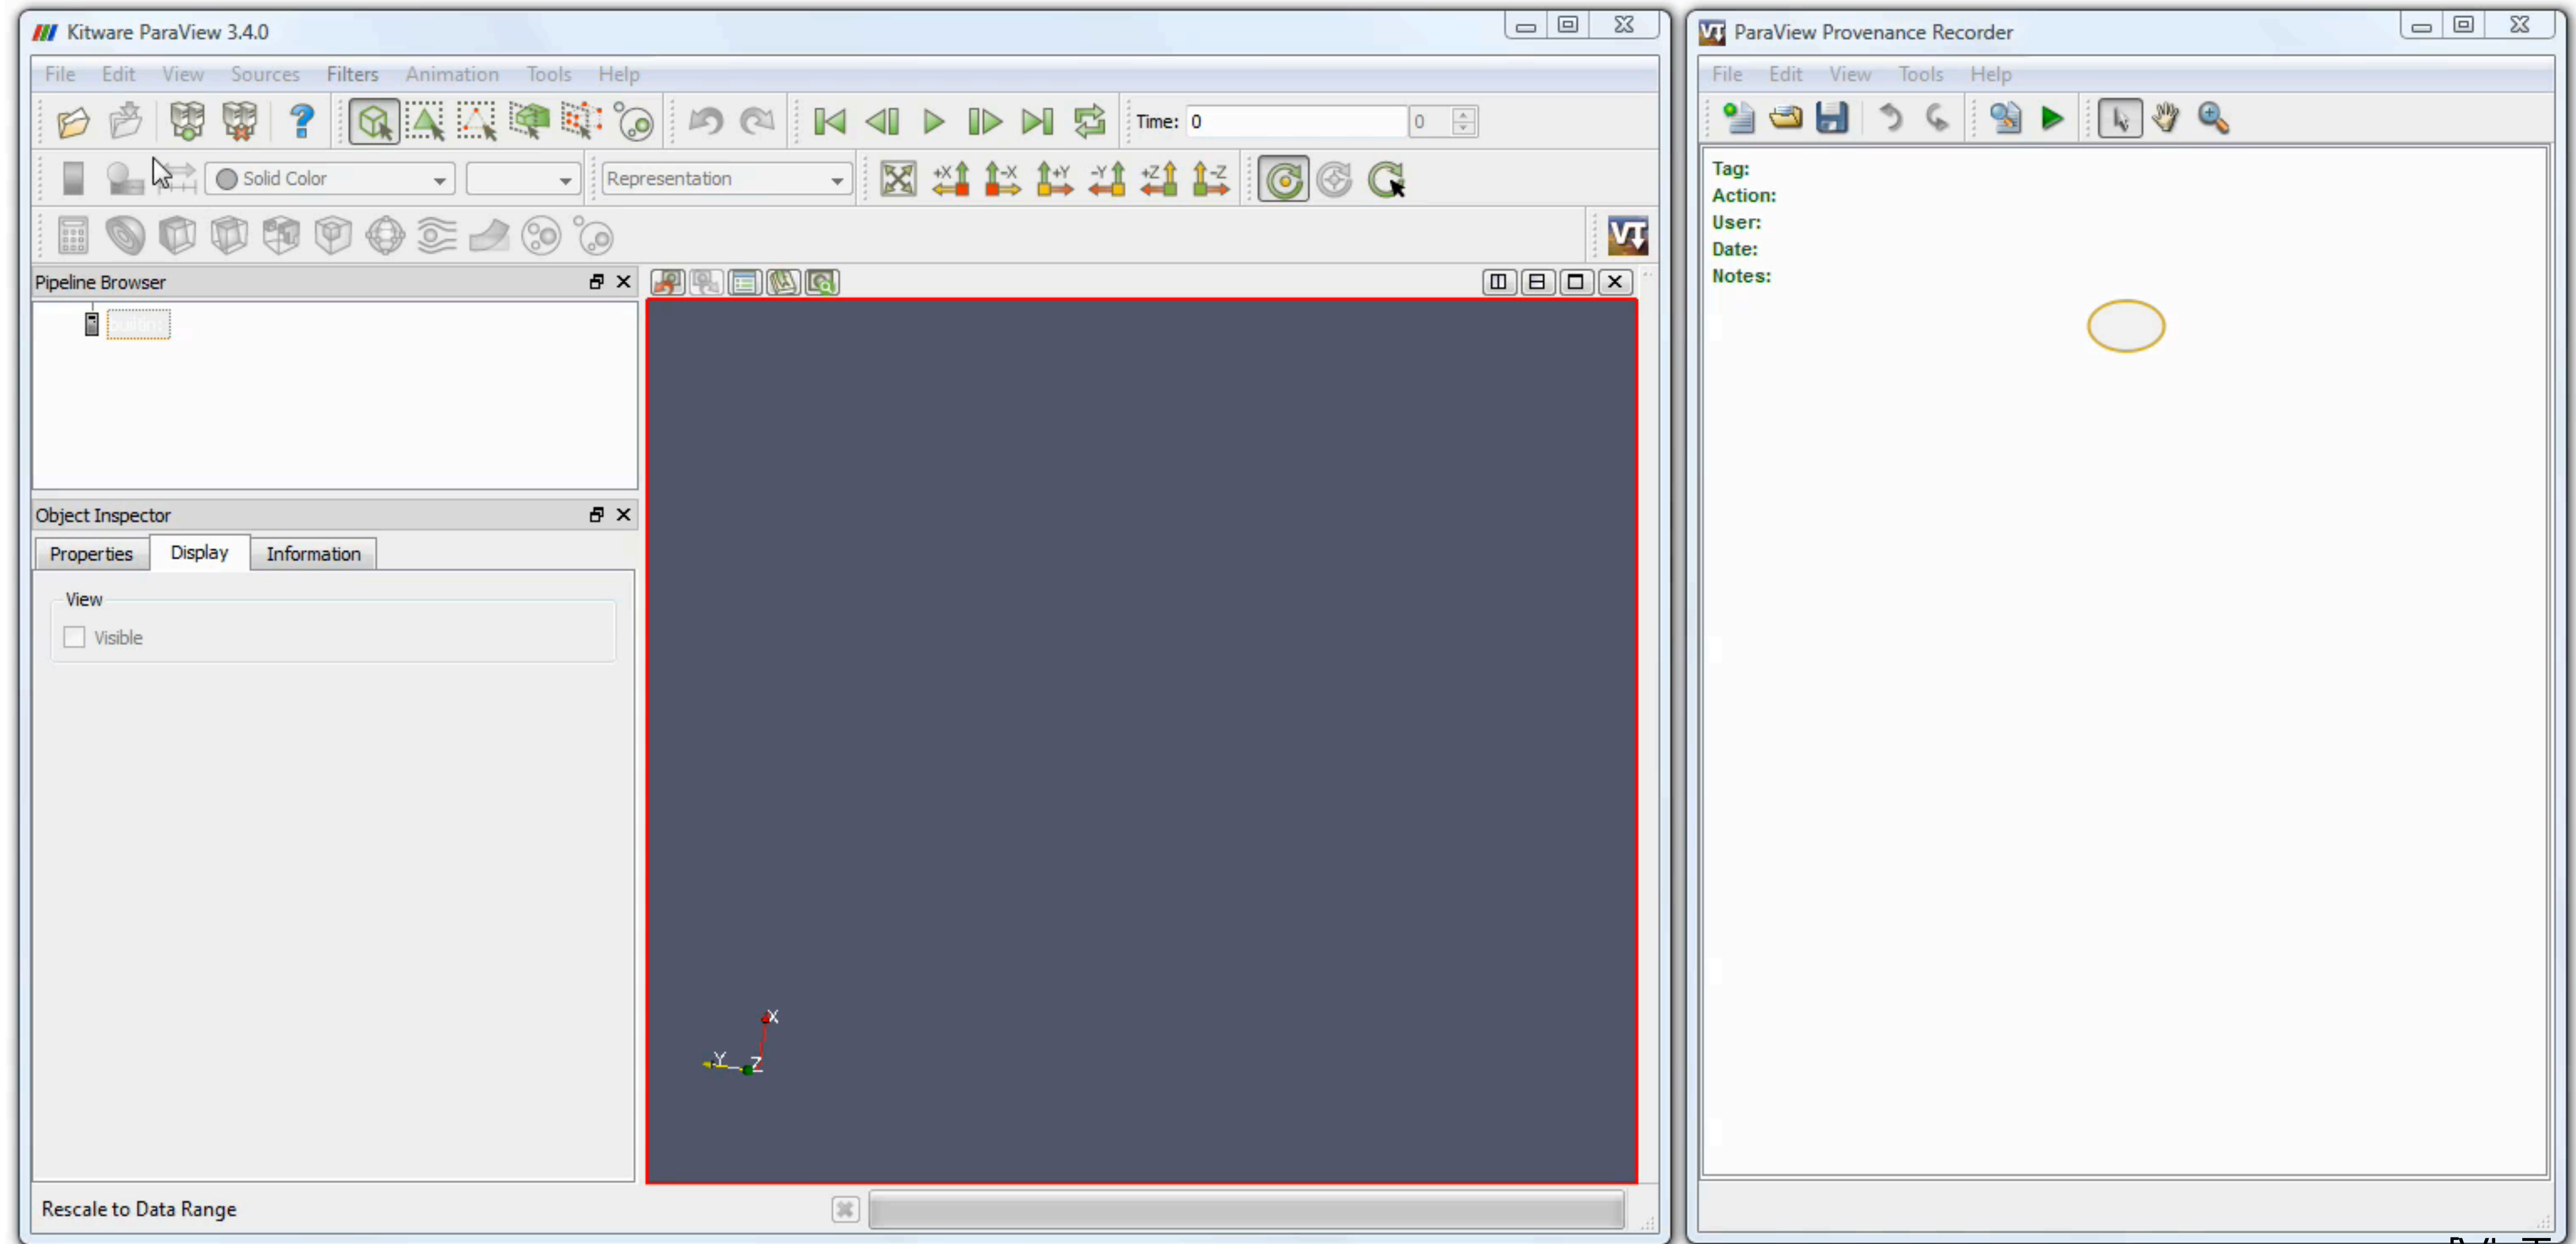 Kitware ParaView 3.4.0
File Edit View Sources Filters Animation Tools Help
Time: 0 0
Solid Color Representation
+X -X +Y -Y +Z -Z
VT
Pipeline Browser
Object Inspector
Properties Display Information
View
Visible
X
Y Z
Rescale to Data Range
VT ParaView Provenance Recorder
File Edit View Tools Help
Tag:
Action:
User:
Date:
Notes: